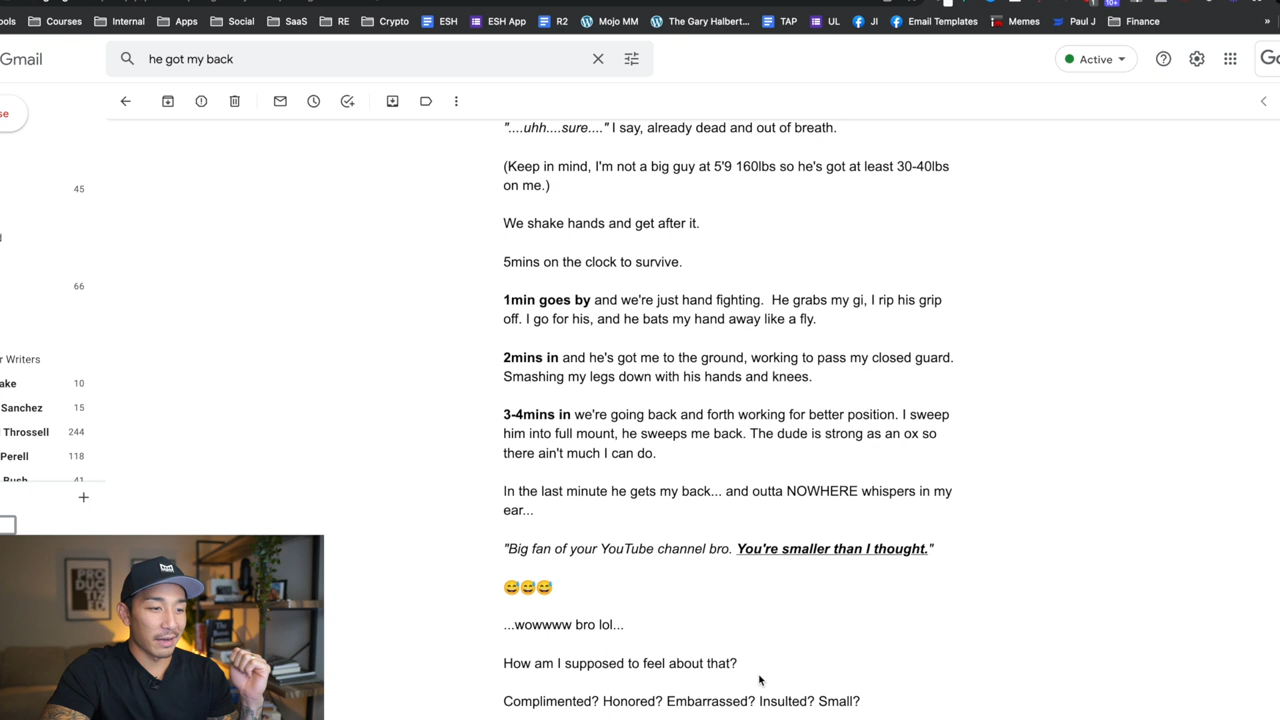 ools Courses Internal Apps Social SaaS RE Crypto ESH ESH App R2 Mojo MM The Gary Halbert... TAP UL JI Email Templates Memes Paul J Finance »
Gmail he got my back Active
se
"....uhh....sure...." I say, already dead and out of breath.
(Keep in mind, I'm not a big guy at 5'9 160lbs so he's got at least 30-40lbs
on me.)
45
We shake hands and get after it.
5mins on the clock to survive.
66
1min goes by and we're just hand fighting. He grabs my gi, I rip his grip
off. I go for his, and he bats my hand away like a fly.
r Writers
2mins in and he's got me to the ground, working to pass my closed guard.
Smashing my legs down with his hands and knees.
ake 10
Sanchez 15
3-4mins in we're going back and forth working for better position. I sweep
him into full mount, he sweeps me back. The dude is strong as an ox so
there ain't much I can do.
Throssell 244
Perell 118
Bush 41
In the last minute he gets my back... and outta NOWHERE whispers in my
ear...
"Big fan of your YouTube channel bro. You're smaller than I thought."
😅😅😅
...wowwww bro lol...
How am I supposed to feel about that?
Complimented? Honored? Embarrassed? Insulted? Small?
PRO
DUCTIV
IZED